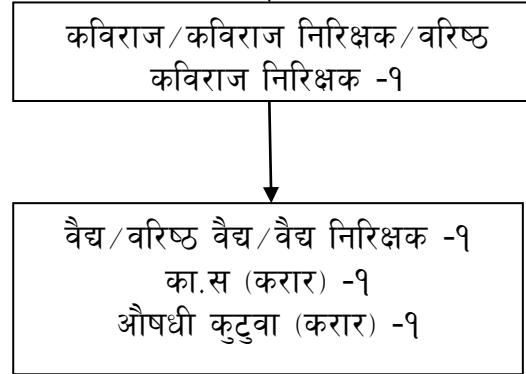 कविराज/कविराज निरिक्षक/वरिष्ठ
कविराज निरिक्षक -१
वैद्य/वरिष्ठ वैद्य/वैद्य निरिक्षक -१
का.स (करार) -१
औषधी कुटुवा (करार) -१